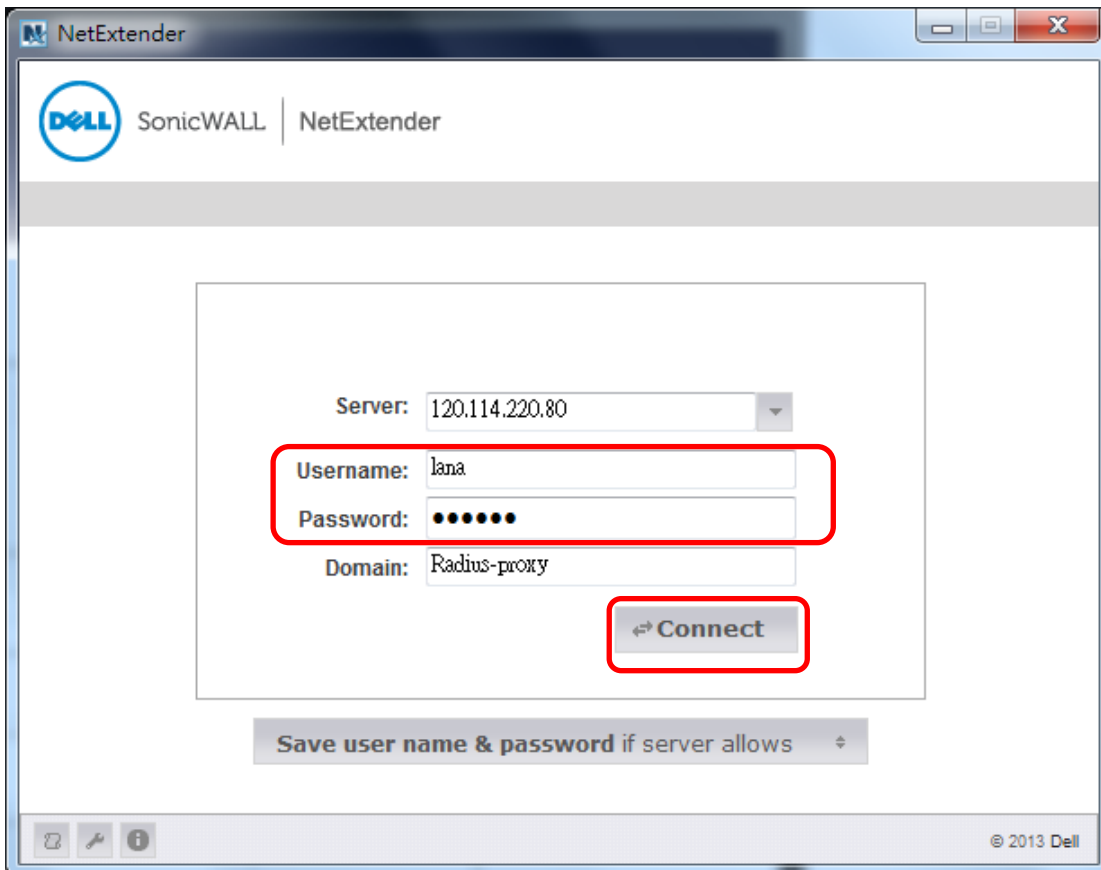 NetExtender
DELL SonicWALL NetExtender
Server: 120.114.220.80
Username: lana
Password: ●●●●●●
Domain: Radius-proxy
Connect
Save user name & password if server allows
© 2013 Dell